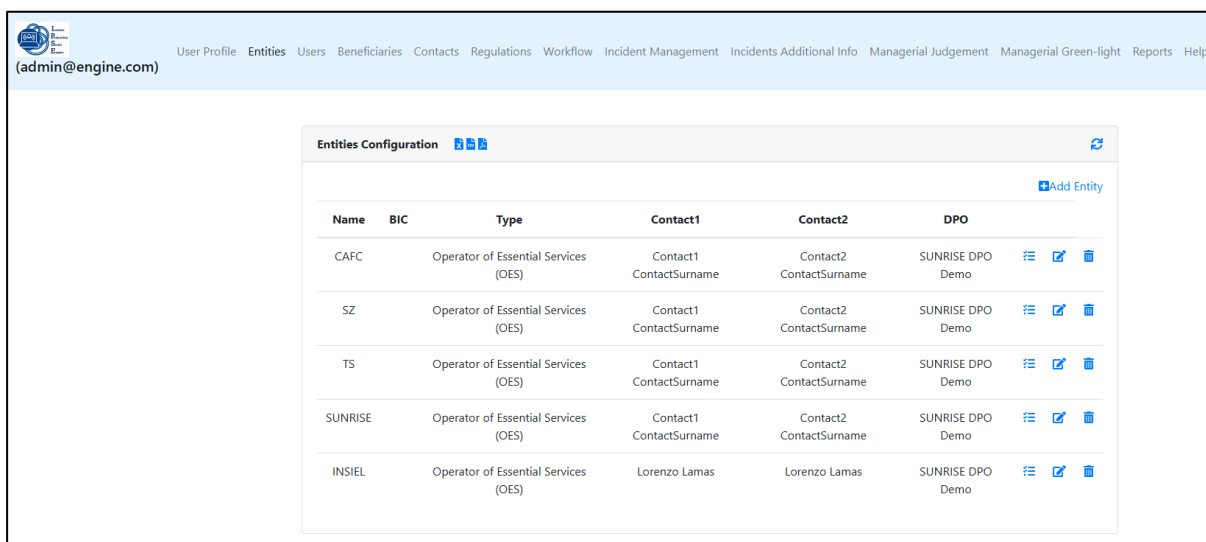 (admin@engine.com)
User Profile Entities Users Beneficiaries Contacts Regulations Workflow Incident Management Incidents Additional Info Managerial Judgement Managerial Green-light Reports Help
Entities Configuration
Add Entity
Name BIC Type Contact1 Contact2 DPO
CAFC Operator of Essential Services Contact1 Contact2 SUNRISE DPO
(OES) ContactSurname ContactSurname Demo
SZ Operator of Essential Services Contact1 Contact2 SUNRISE DPO
(OES) ContactSurname ContactSurname Demo
TS Operator of Essential Services Contact1 Contact2 SUNRISE DPO
(OES) ContactSurname ContactSurname Demo
SUNRISE Operator of Essential Services Contact1 Contact2 SUNRISE DPO
(OES) ContactSurname ContactSurname Demo
INSIEL Operator of Essential Services Lorenzo Lamas Lorenzo Lamas SUNRISE DPO
(OES) Demo